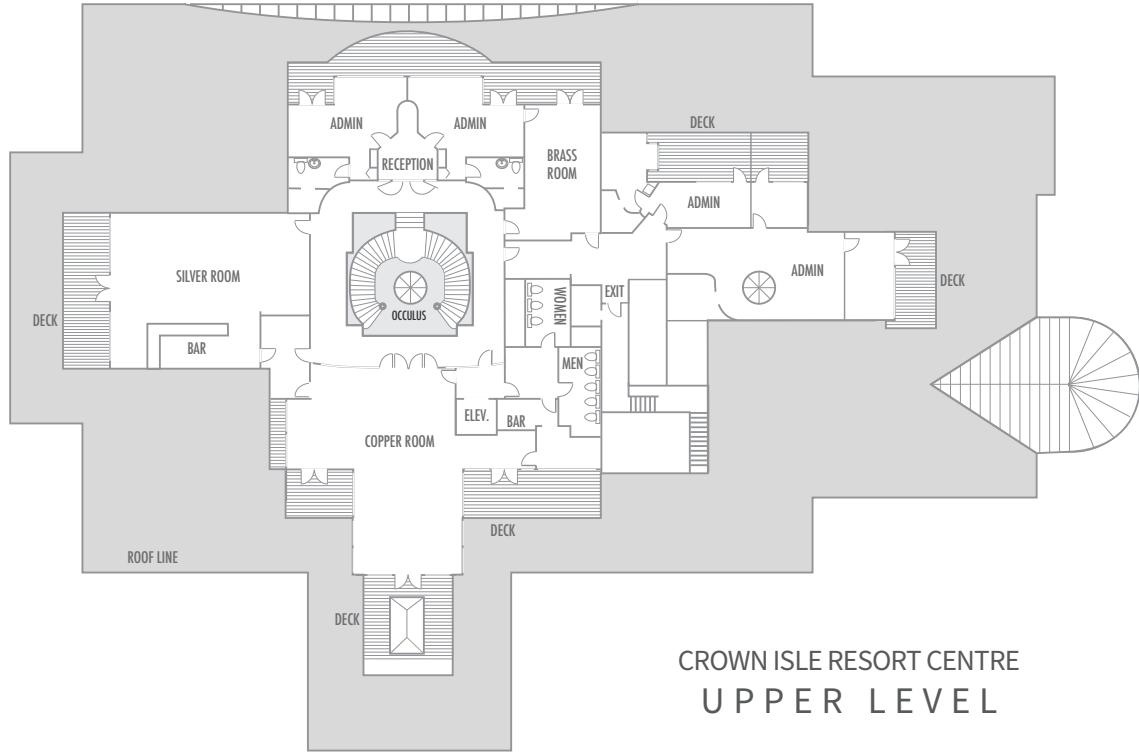 DECK
ADMIN
ADMIN
RECEPTION
BRASS
ROOM
ADMIN
SILVER ROOM
ADMIN
DECK
OCCULUS
WOMEN
EXIT
DECK
BAR
MEN
ELEV.
BAR
COPPER ROOM
DECK
ROOF LINE
DECK
CROWN ISLE RESORT CENTRE
UPPER LEVEL